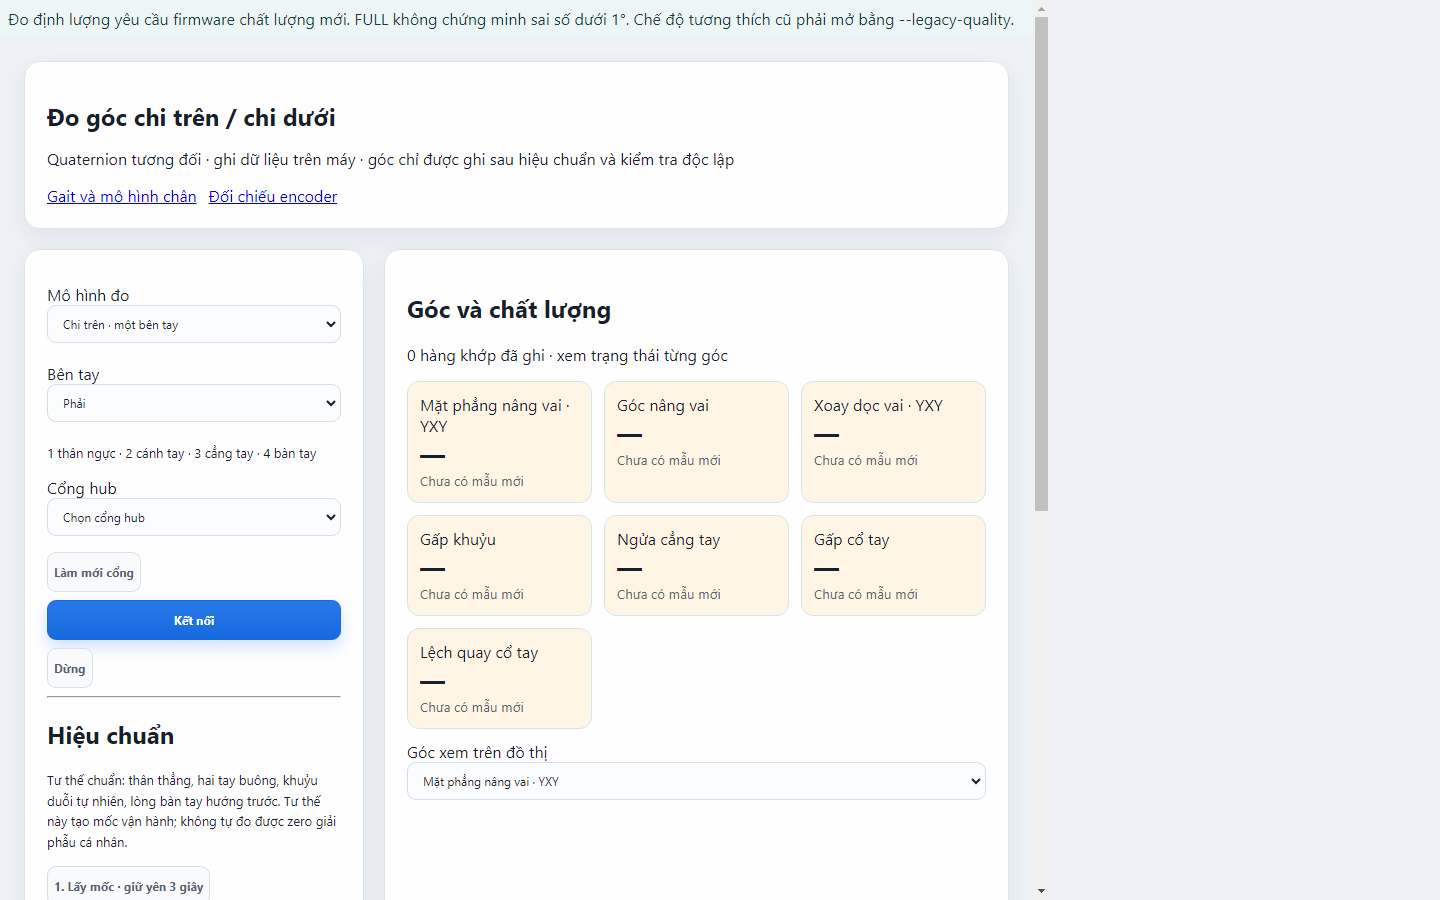 Đo định lượng yêu cầu firmware chất lượng mới. FULL không chứng minh sai số dưới 1°. Chế độ tương thích cũ phải mở bằng --legacy-quality.
Đo góc chi trên / chi dưới
Quaternion tương đối · ghi dữ liệu trên máy · góc chỉ được ghi sau hiệu chuẩn và kiểm tra độc lập
Gait và mô hình chân Đối chiếu encoder
Mô hình đo
Chi trên · một bên tay
Bên tay
Phải
1 thân ngực · 2 cánh tay · 3 cẳng tay · 4 bàn tay
Cổng hub
Chọn cổng hub
Làm mới cổng
Kết nối
Dừng
Hiệu chuẩn
Tư thế chuẩn: thân thẳng, hai tay buông, khuỷu
duỗi tự nhiên, lòng bàn tay hướng trước. Tư thế
này tạo mốc vận hành; không tự đo được zero giải
phẫu cá nhân.
1. Lấy mốc · giữ yên 3 giây
Góc và chất lượng
0 hàng khớp đã ghi · xem trạng thái từng góc
Mặt phẳng nâng vai ·
YXY
—
Chưa có mẫu mới
Góc nâng vai
—
Chưa có mẫu mới
Xoay dọc vai · YXY
—
Chưa có mẫu mới
Gấp khuỷu
—
Chưa có mẫu mới
Ngửa cẳng tay
—
Chưa có mẫu mới
Gấp cổ tay
—
Chưa có mẫu mới
Lệch quay cổ tay
—
Chưa có mẫu mới
Góc xem trên đồ thị
Mặt phẳng nâng vai · YXY